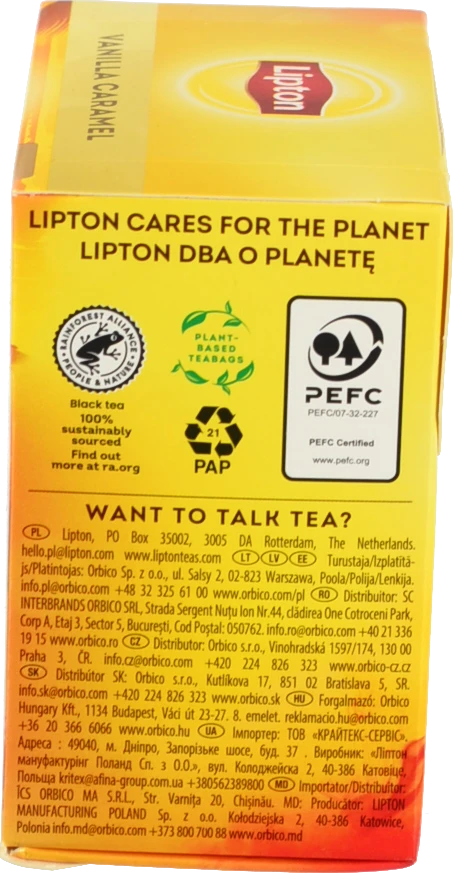 VANILLA CARAMEL
Lipton
LIPTON CARES FOR THE PLANET
LIPTON DBA O PLANETĘ
RAINFOREST ALLIANCE
PEOPLE & NATURE
Black tea
100%
sustainably
sourced
Find out
more at ra.org
PLANT-
BASED
TEABAGS
21
PAP
PEFC
PEFC/07-32-227
PEFC Certified
www.pefc.org
WANT TO TALK TEA?
PL Lipton, PO Box 35002, 3005 DA Rotterdam, The Netherlands.
hello.pl@lipton.com www.liptonteas.com LT LV EE Turustaja/Izplatītā-
js/Platintojas: Orbico Sp. z o.o., ul. Salsy 2, 02-823 Warszawa, Poola/Polija/Lenkija.
info.pl@orbico.com +48 32 325 61 00 www.orbico.com/pl RO Distribuitor: SC
INTERBRANDS ORBICO SRL, Strada Sergent Nuțu Ion Nr.44, clădirea One Cotroceni Park,
Corp A, Etaj 3, Sector 5, București, Cod Poștal: 050762. info.ro@orbico.com +40 21 336
19 15 www.orbico.ro CZ Distributor: Orbico s.r.o., Vinohradská 1597/174, 130 00
Praha 3, ČR. info.cz@orbico.com +420 224 826 323 www.orbico-cz.cz
SK Distribútor SK: Orbico s.r.o., Kutlíkova 17, 851 02 Bratislava 5, SR.
info.sk@orbico.com +420 224 826 323 www.orbico.sk HU Forgalmazó: Orbico
Hungary Kft., 1134 Budapest, Váci út 23-27. 8. emelet. reklamacio.hu@orbico.com
+36 20 366 6066 www.orbico.hu UA Імпортер: ТОВ «КРАЙТЕКС-СЕРВІС».
Адреса : 49040, м. Дніпро, Запорізьке шосе, буд. 37 . Виробник: «Ліптон
мануфактурінг Поланд Сп. з О.О.», вул. Колоджейска 2, 40-386 Катовіце,
Польща kritex@afina-group.com.ua +380562389800 MD Importator/Distribuitor:
ÎCS ORBICO MA S.R.L., Str. Varnița 20, Chișinău. MD: Producător: LIPTON
MANUFACTURING POLAND Sp. z o.o. Kołodziejska 2, 40-386 Katowice,
Polonia info.md@orbico.com +373 800 700 88 www.orbico.md